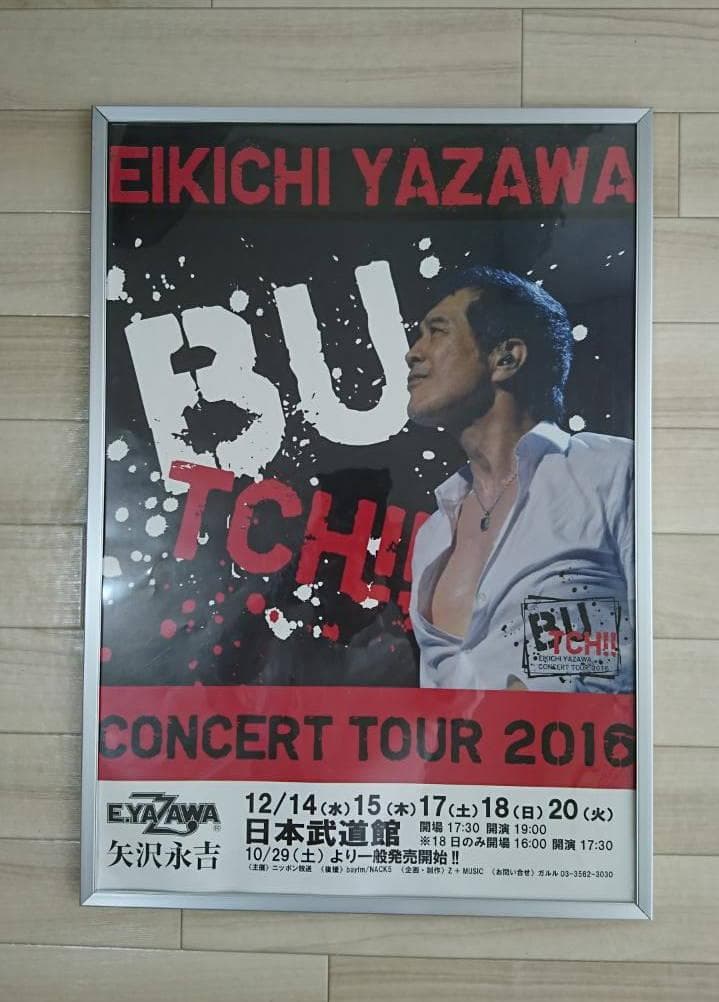 EIKICHI YAZAWA
BU
TCH!!
BU
TCH!!
EIKICHI YAZAWA
CONCERT TOUR 2016
CONCERT TOUR 2016
E.YAZAWA®
矢沢永吉
12/14(水)15(木)17(土)18(日)20(火)
日本武道館 開場 17:30 開演 19:00
※18日のみ開場 16:00 開演 17:30
10/29(土)より一般発売開始!!
〈主催〉ニッポン放送 〈後援〉bayfm/NACK5 〈企画・制作〉Z+MUSIC 〈お問い合せ〉ガルル 03-3562-3030